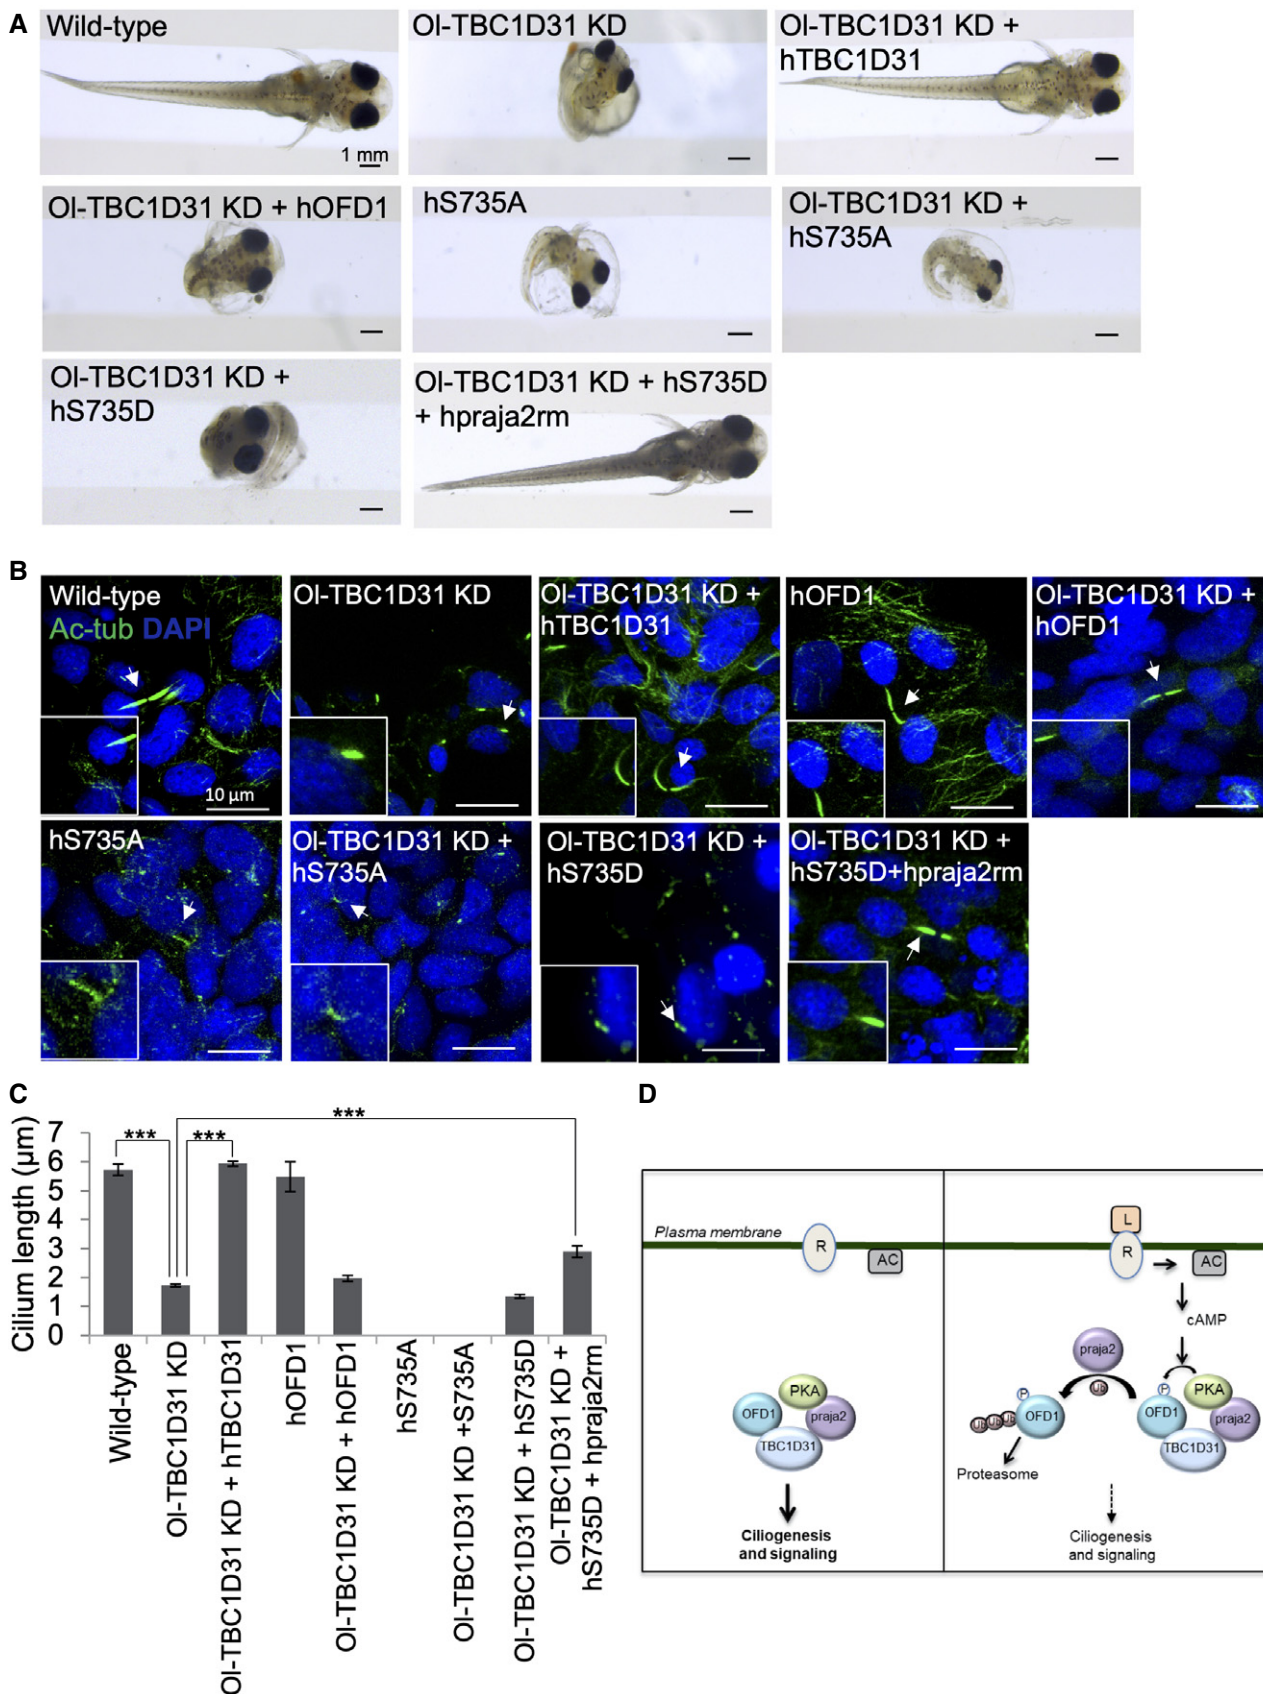 A
Wild-type
1 mm
Ol-TBC1D31 KD
Ol-TBC1D31 KD +
hTBC1D31
Ol-TBC1D31 KD + hOFD1
hS735A
Ol-TBC1D31 KD +
hS735A
Ol-TBC1D31 KD +
hS735D
Ol-TBC1D31 KD + hS735D
+ hpraja2rm
B
Wild-type
Ac-tub DAPI
10 µm
Ol-TBC1D31 KD
Ol-TBC1D31 KD +
hTBC1D31
hOFD1
Ol-TBC1D31 KD +
hOFD1
hS735A
Ol-TBC1D31 KD +
hS735A
Ol-TBC1D31 KD +
hS735D
Ol-TBC1D31 KD +
hS735D+hpraja2rm
C
Cilium length (µm)
7
6
5
4
3
2
1
0
***
***
***
Wild-type
Ol-TBC1D31 KD
Ol-TBC1D31 KD + hTBC1D31
hOFD1
Ol-TBC1D31 KD + hOFD1
hS735A
Ol-TBC1D31 KD +S735A
Ol-TBC1D31 KD + hS735D
Ol-TBC1D31 KD +
hS735D + hpraja2rm
D
Plasma membrane
R
AC
OFD1
PKA
praja2
TBC1D31
Ciliogenesis
and signaling
L
R
AC
cAMP
praja2
Ub
P
OFD1
Ub
Ub
Ub
Proteasome
P
OFD1
PKA
praja2
TBC1D31
Ciliogenesis
and signaling